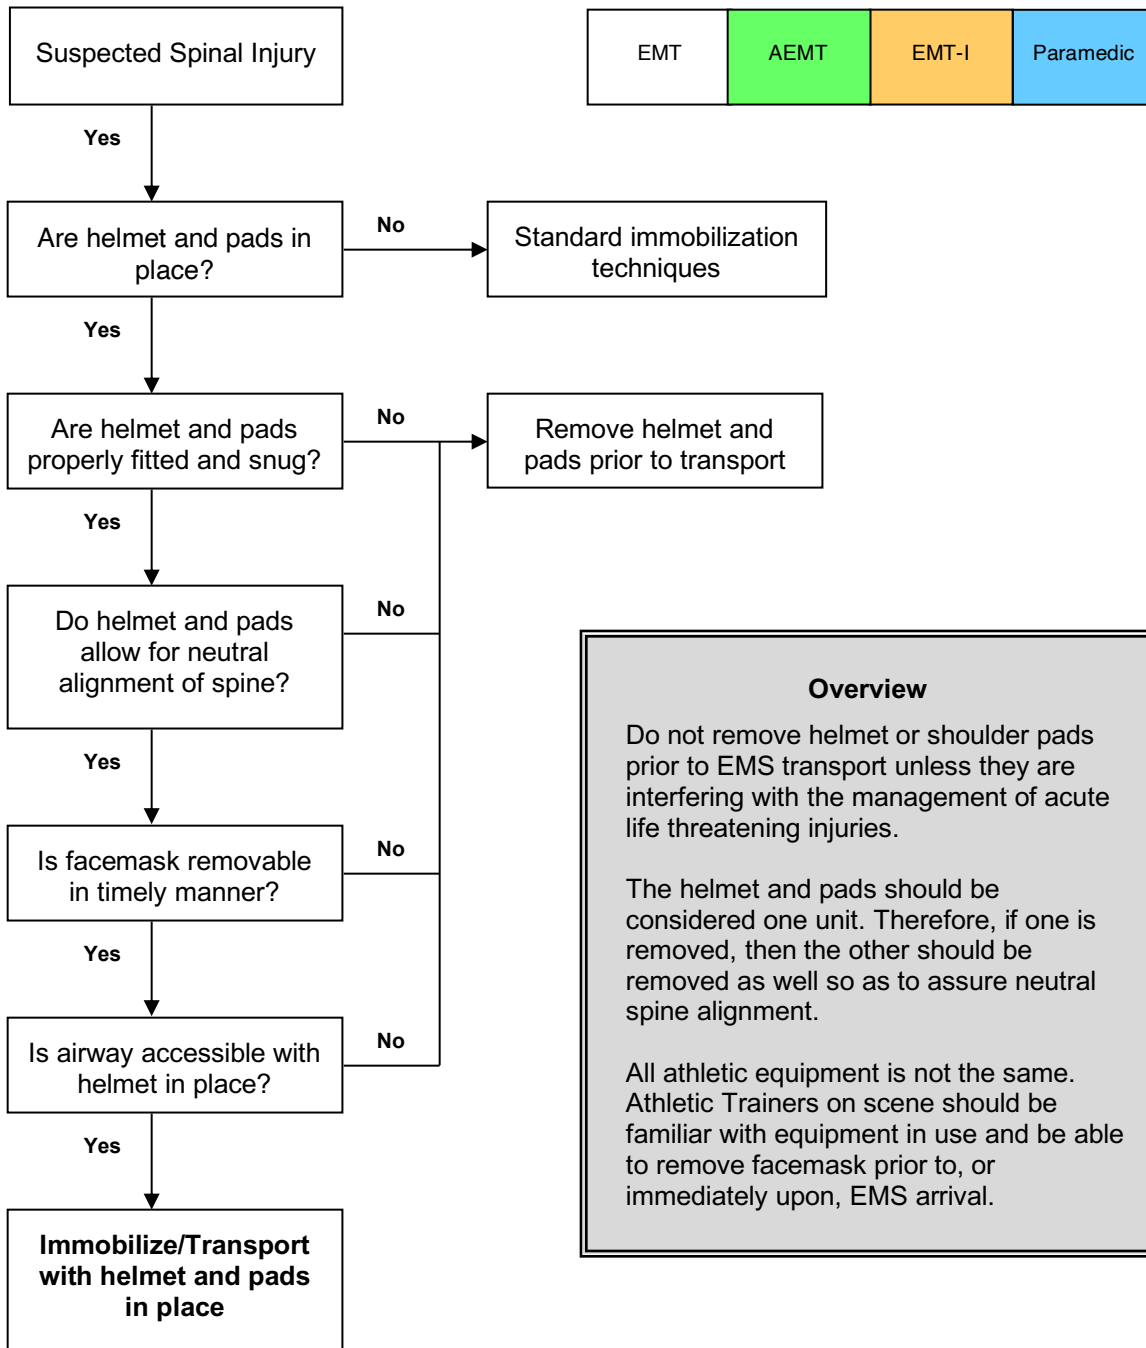 Suspected Spinal Injury
EMT
AEMT
EMT-I
Paramedic
Yes
Are helmet and pads in
place?
No
Standard immobilization
techniques
Yes
Are helmet and pads
properly fitted and snug?
No
Remove helmet and
pads prior to transport
Yes
Do helmet and pads
allow for neutral
alignment of spine?
No
Yes
Is facemask removable
in timely manner?
No
Yes
Is airway accessible with
helmet in place?
No
Yes
Immobilize/Transport
with helmet and pads
in place
Overview
Do not remove helmet or shoulder pads
prior to EMS transport unless they are
interfering with the management of acute
life threatening injuries.
The helmet and pads should be
considered one unit. Therefore, if one is
removed, then the other should be
removed as well so as to assure neutral
spine alignment.
All athletic equipment is not the same.
Athletic Trainers on scene should be
familiar with equipment in use and be able
to remove facemask prior to, or
immediately upon, EMS arrival.